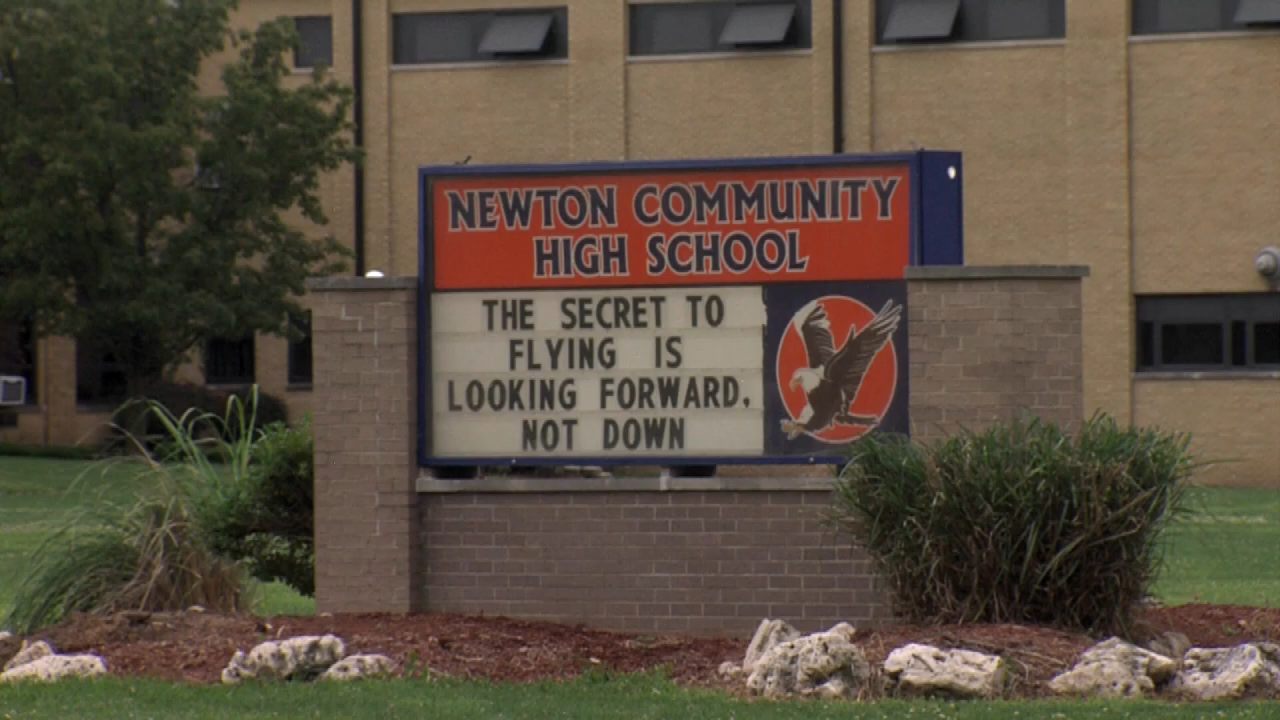 NEWTON COMMUNITY
HIGH SCHOOL
THE SECRET TO
FLYING IS
LOOKING FORWARD,
NOT DOWN